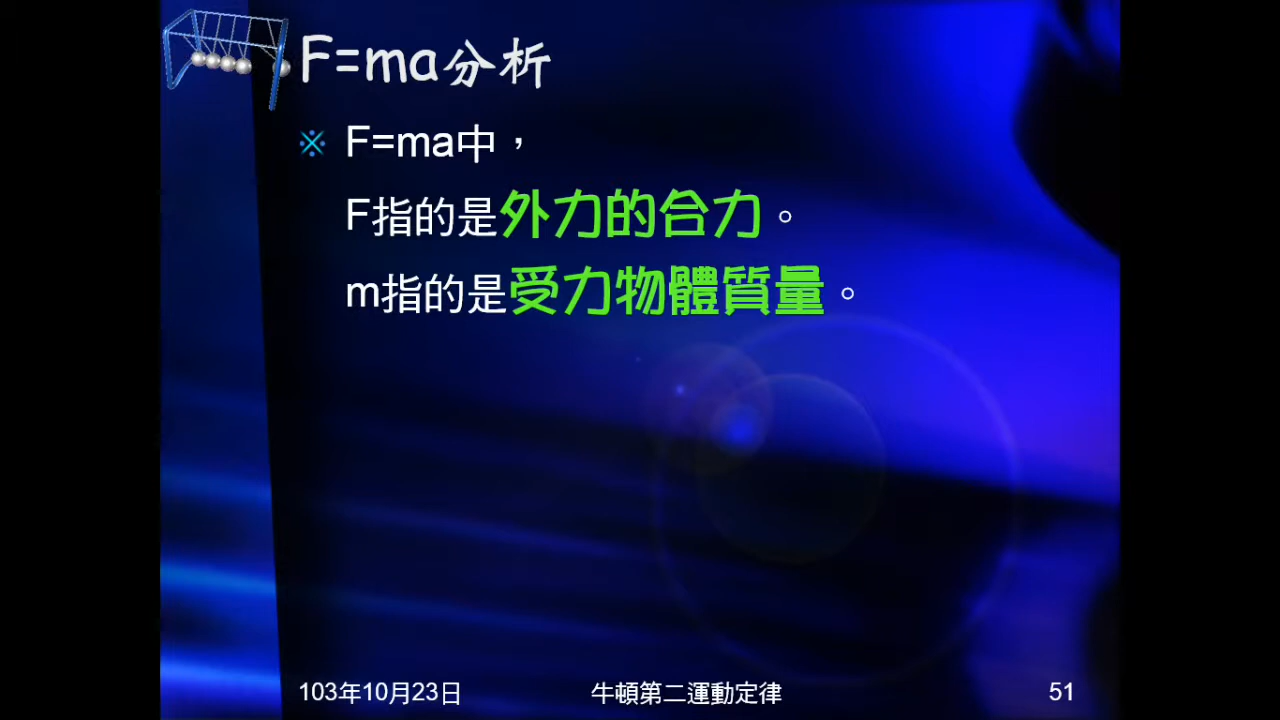 F=ma分析
※ F=ma中，
F指的是外力的合力。
m指的是受力物體質量。
103年10月23日
牛頓第二運動定律
51